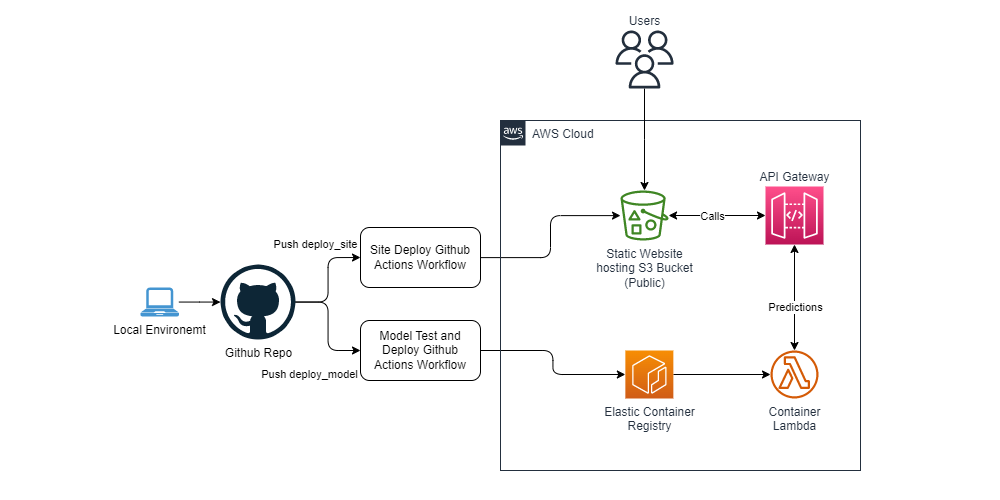 Users
aws
AWS Cloud
API Gateway
Push deploy_site
Site Deploy Github
Actions Workflow
Calls
Static Website
hosting S3 Bucket
(Public)
</>
Local Environemt
Github Repo
Predictions
Model Test and
Deploy Github
Actions Workflow
Push deploy_model
Elastic Container
Registry
Container
Lambda